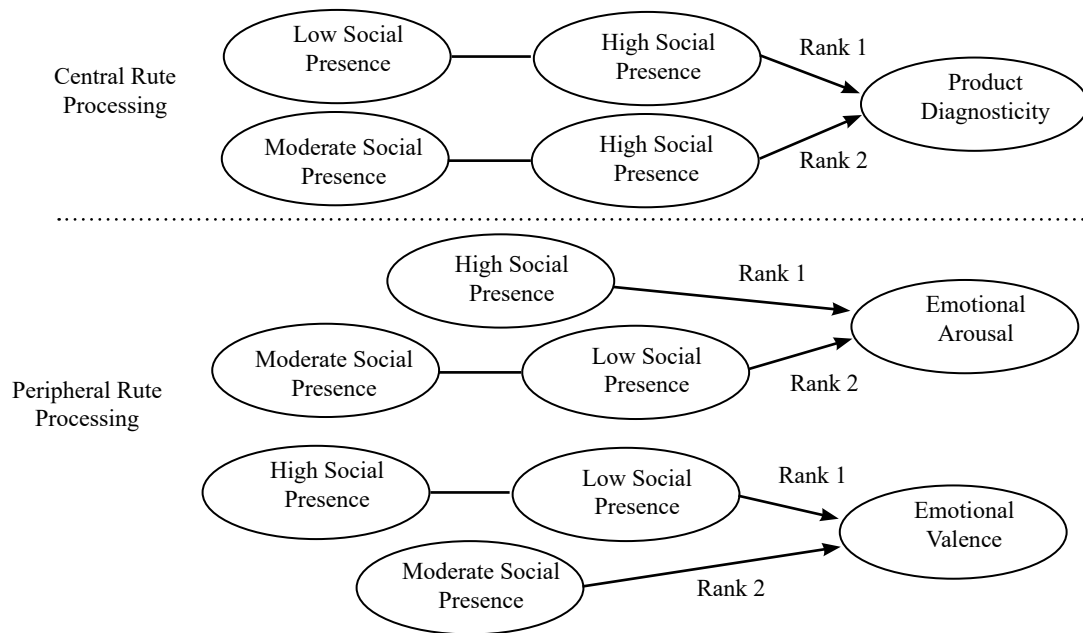 Low Social
Presence
High Social
Presence
Rank 1
Central Rute
Processing
Product
Diagnosticity
Moderate Social
Presence
High Social
Presence
Rank 2
High Social
Presence
Rank 1
Emotional
Arousal
Moderate Social
Presence
Low Social
Presence
Rank 2
Peripheral Rute
Processing
High Social
Presence
Low Social
Presence
Rank 1
Emotional
Valence
Moderate Social
Presence
Rank 2